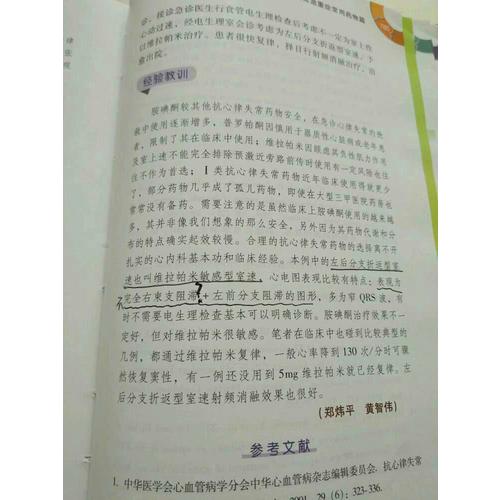 诊，接诊急诊医生行食管电生理检查后考虑不一定为室上性
心动过速，经电生理室会诊考虑为左后分支折返型室速，予
以维拉帕米治疗。患者很快复律，择日行射频消融治疗，治
愈出院。
经验教训
胺碘酮较其他抗心律失常药物安全，在急诊心律失常的抢
救中使用逐渐增多，普罗帕酮因慎用于器质性心脏病或老年患
者，限制了其在临床中使用；维拉帕米因顾虑其负性肌力作用
及室上速不能完全排除预激近旁路前传时使用有一定风险也往
往不作为首选；Ⅰ类抗心律失常药物近年临床使用得就更少
了，部分药物几乎成了孤儿药物，即使在大型三甲医院药房也
常常没有备药。需要注意的是虽然临床上胺碘酮使用的越来越
多，其并非像我们想象的那么安全，另外因为其药物代谢和分
布的特点确实起效较慢。合理的抗心律失常药物的选择离不开
扎实的心内科基本功和临床经验。本例中的左后分支折返型室
速也叫维拉帕米敏感型室速，心电图表现比较有特点：表现为
不完全右束支阻滞?+左前分支阻滞的图形，多为窄 QRS 波，有
时不需要电生理检查基本可以明确诊断。胺碘酮治疗效果不一
定好，但对维拉帕米很敏感。笔者在临床中也碰到比较典型的
几例，都通过维拉帕米复律，一般心率降到 130 次/分时可骤
然恢复窦性，有一例还没用到 5mg 维拉帕米就已经复律。左
后分支折返型室速射频消融效果也很好。
（郑炜平 黄智伟）
参考文献
1. 中华医学会心血管病学分会中华心血管病杂志编辑委员会. 抗心律失常
2001, 29（6）：323-336.